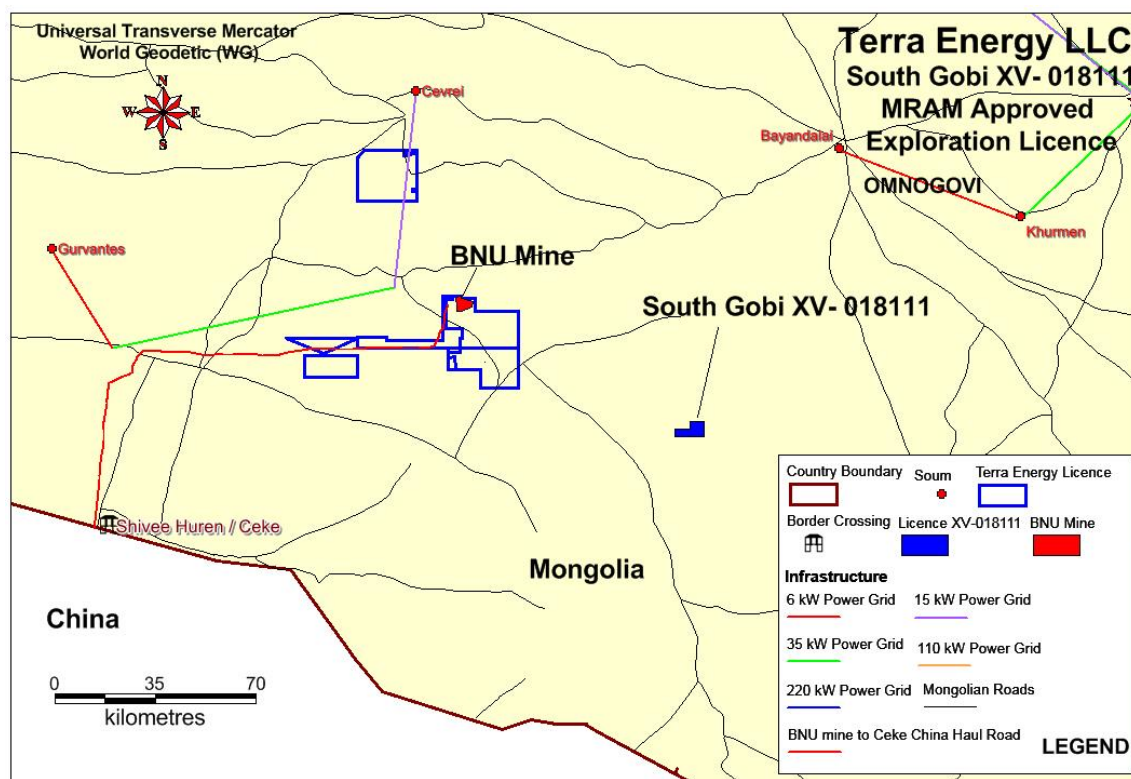 Universal Transverse Mercator
World Geodetic (WG)
N
W
E
S
Terra Energy LLC
South Gobi XV- 018111
MRAM Approved
Exploration Licence
OMNOGOVI
Cevrei
Bayandalai
Khurmen
Gurvantes
BNU Mine
South Gobi XV- 018111
Shivee Huren / Ceke
Mongolia
China
0 35 70
kilometres
Country Boundary
Soum
Terra Energy Licence
Border Crossing
Licence XV-018111
BNU Mine
Infrastructure
6 kW Power Grid
15 kW Power Grid
35 kW Power Grid
110 kW Power Grid
220 kW Power Grid
Mongolian Roads
BNU mine to Ceke China Haul Road
LEGEND